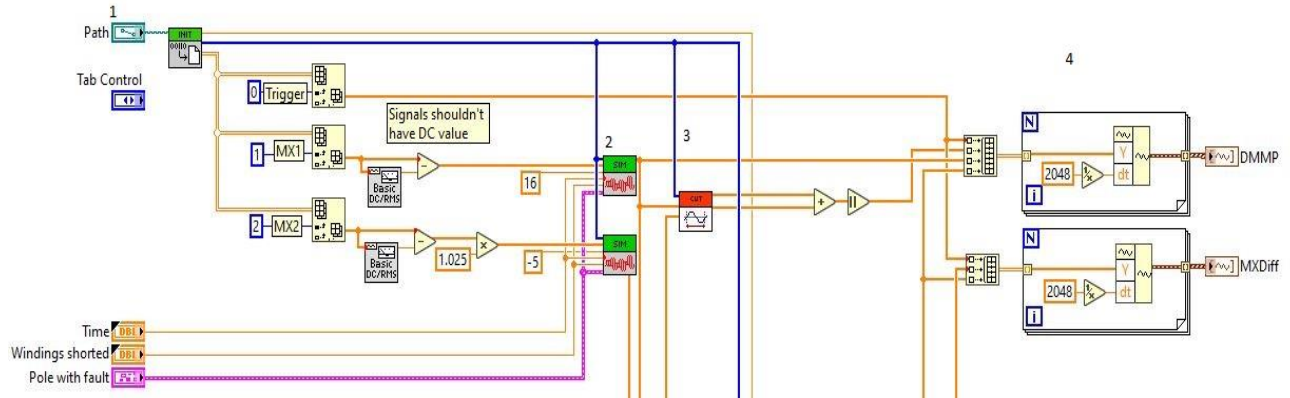 1
Path
INIT
Tab Control
0
Trigger
Signals shouldn't
have DC value
1
MX1
Basic
DC/RMS
2
MX2
Basic
DC/RMS
1.025
x
16
-5
2
SIM
SIM
3
CUT
+
4
N
2048
1/x
Y
dt
i
DMMP
N
2048
1/x
Y
dt
i
MXDiff
Time
DBL
Windings shorted
DBL
Pole with fault